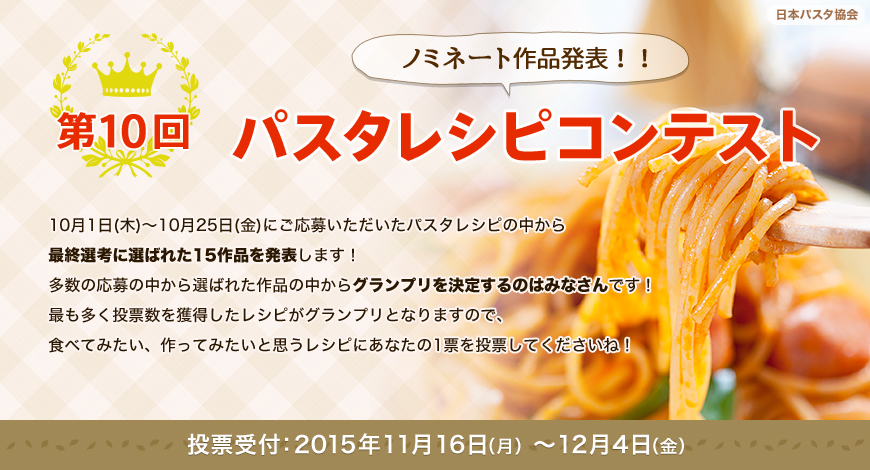 日本パスタ協会
ノミネート作品発表！！
第10回
パスタレシピコンテスト
10月1日(木)～10月25日(金)にご応募いただいたパスタレシピの中から
最終選考に選ばれた15作品を発表します！
多数の応募の中から選ばれた作品の中からグランプリを決定するのはみなさんです！
最も多く投票数を獲得したレシピがグランプリとなりますので、
食べてみたい、作ってみたいと思うレシピにあなたの1票を投票してくださいね！
投票受付：2015年11月16日(月) ～12月4日(金)